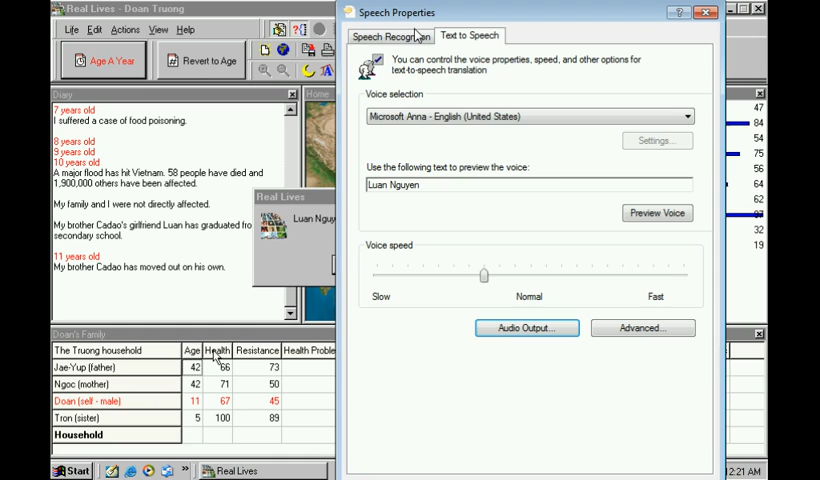 Real Lives - Doan Truong
Life Edit Actions View Help
Age A Year
Revert to Age
Diary
7 years old
I suffered a case of food poisoning.
8 years old
9 years old
10 years old
A major flood has hit Vietnam. 58 people have died and
1,900,000 others have been affected.
My family and I were not directly affected.
My brother Cadao's girlfriend Luan has graduated fro
secondary school.
11 years old
My brother Cadao has moved out on his own.
Home
Real Lives
Luan Nguy
Speech Properties
Speech Recognition
Text to Speech
You can control the voice properties, speed, and other options for
text-to-speech translation
Voice selection
Microsoft Anna - English (United States)
Settings...
Use the following text to preview the voice:
Luan Nguyen
Preview Voice
Voice speed
Slow Normal Fast
Audio Output...
Advanced...
47
84
54
75
56
64
62
32
19
Doan's Family
The Truong household Age Health Resistance Health Proble
Jae-Yup (father) 42 66 73
Ngoc (mother) 42 71 50
Doan (self - male) 11 67 45
Tron (sister) 5 100 89
Household
Start
Real Lives
12:21 AM